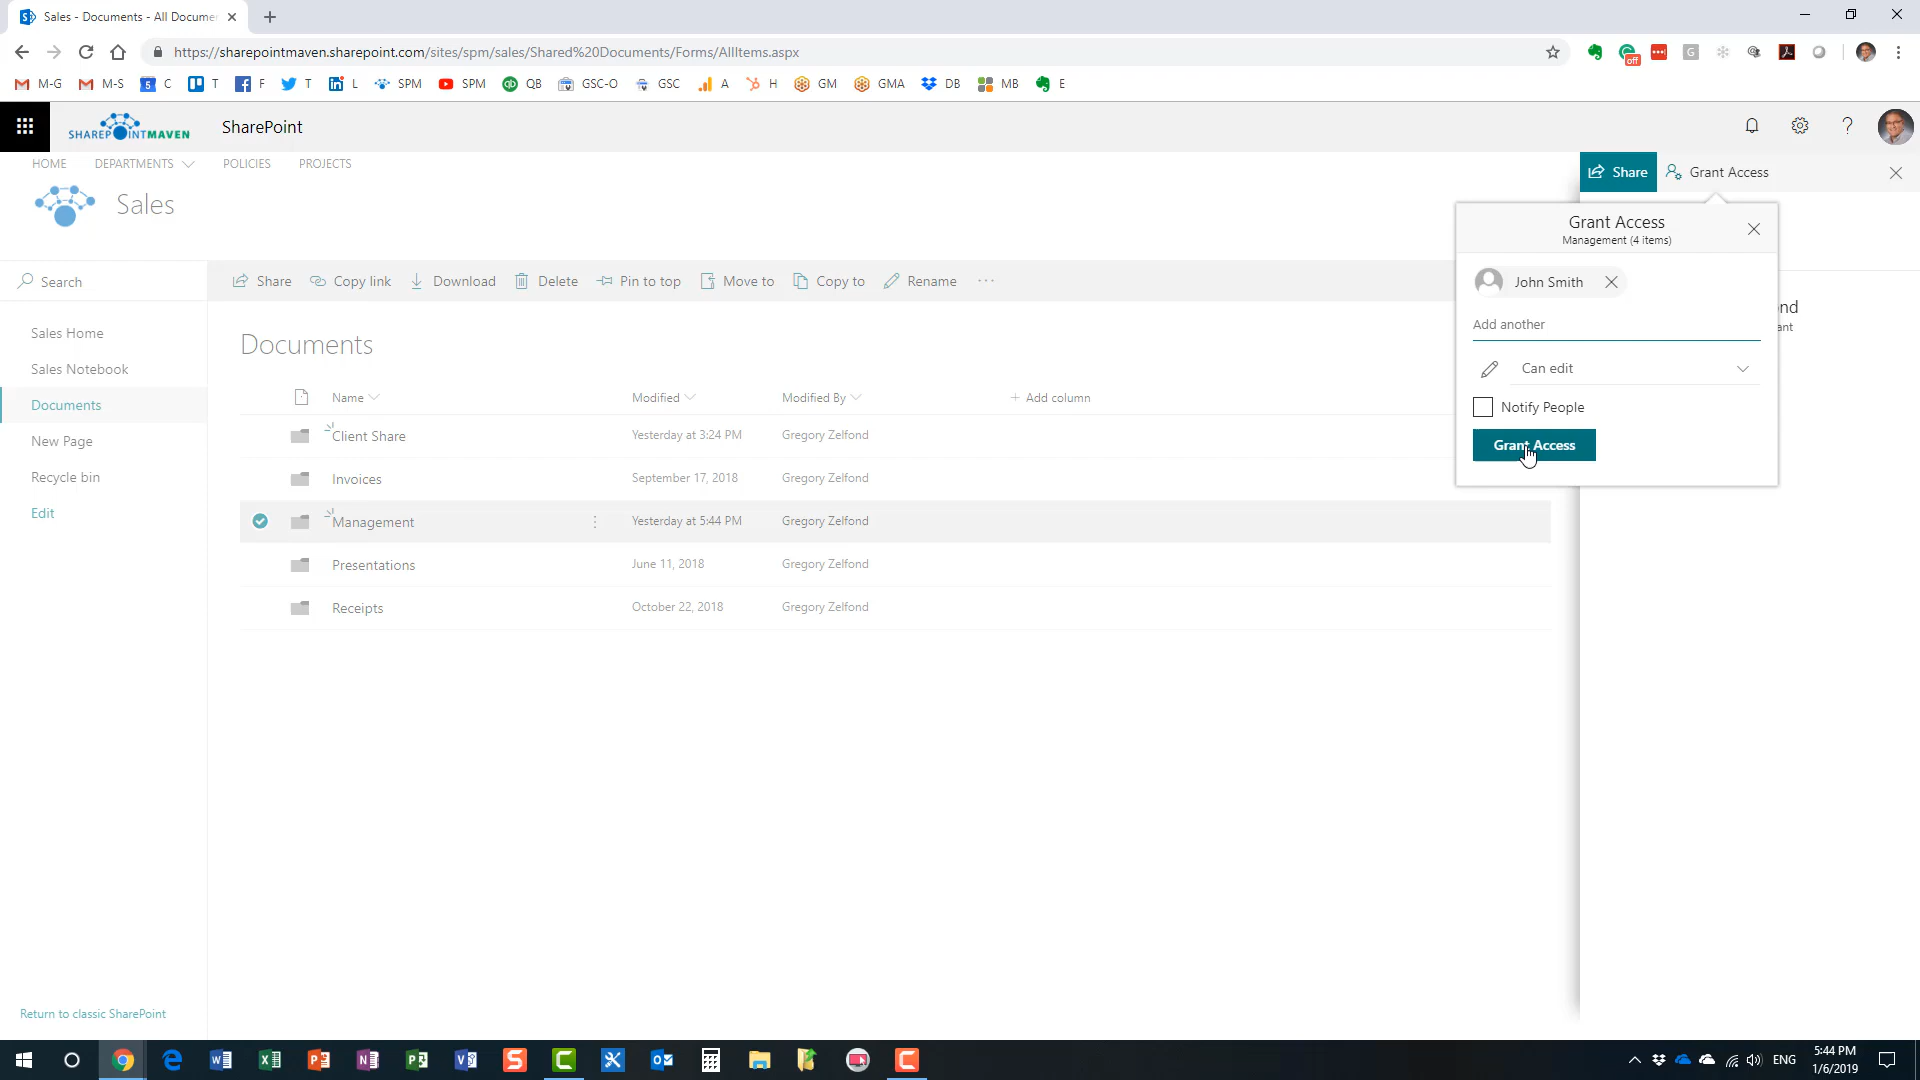 Sales - Documents - All Documen
https://sharepointmaven.sharepoint.com/sites/spm/sales/Shared%20Documents/Forms/AllItems.aspx
off
G
M-G M-S 5 C T F T L SPM SPM QB GSC-O GSC A H GM GMA DB MB E
SHAREPOINTMAVEN SharePoint
HOME DEPARTMENTS POLICIES PROJECTS
Share Grant Access
Sales
Grant Access
Management (4 items)
Search
Share Copy link Download Delete Pin to top Move to Copy to Rename ...
John Smith
nd
ant
Add another
Sales Home
Sales Notebook
Documents
New Page
Recycle bin
Edit
Documents
Can edit
Notify People
Grant Access
Name Modified Modified By + Add column
Client Share Yesterday at 3:24 PM Gregory Zelfond
Invoices September 17, 2018 Gregory Zelfond
Management Yesterday at 5:44 PM Gregory Zelfond
Presentations June 11, 2018 Gregory Zelfond
Receipts October 22, 2018 Gregory Zelfond
Return to classic SharePoint
ENG
5:44 PM
1/6/2019